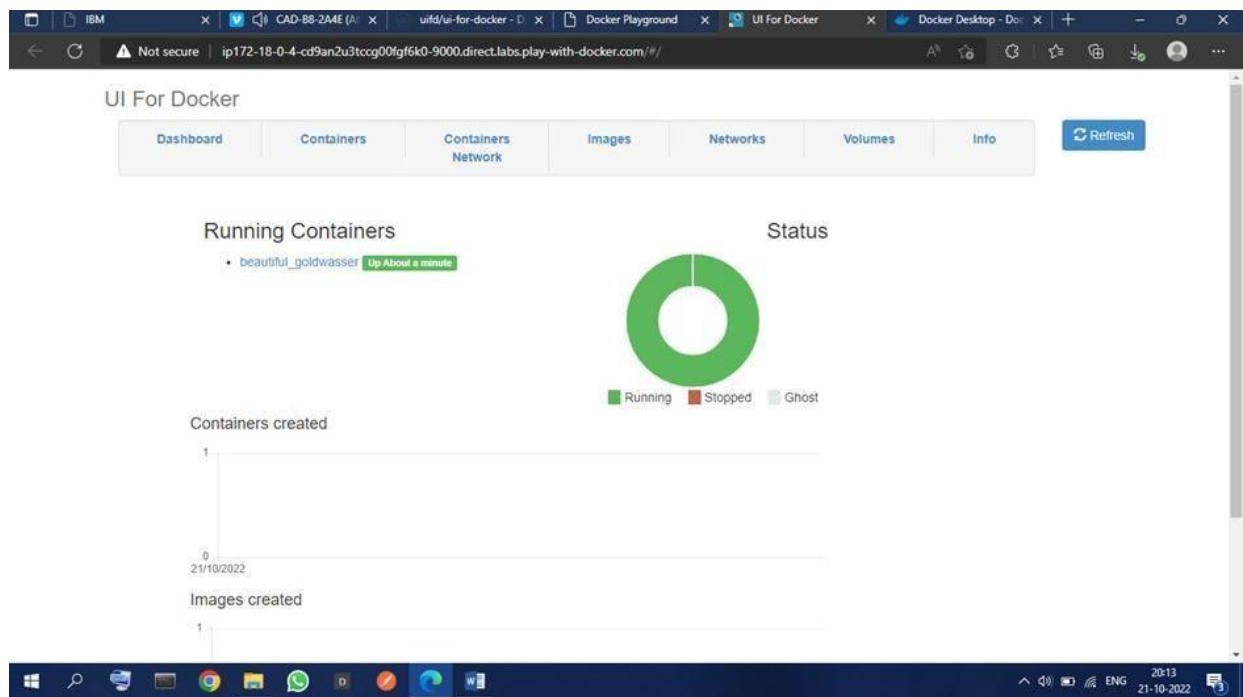 IBM
CAD-B8-2A4E (A
uifd/ui-for-docker - D
Docker Playground
UI For Docker
Docker Desktop - Doc
Not secure
ip172-18-0-4-cd9an2u3tccg00fgf6k0-9000.direct.labs.play-with-docker.com/#/
UI For Docker
Dashboard
Containers
Containers
Network
Images
Networks
Volumes
Info
Refresh
Running Containers
beautiful_goldwasser Up About a minute
Status
Running
Stopped
Ghost
Containers created
1
0
21/10/2022
Images created
1
ENG
20:13
21-10-2022
3